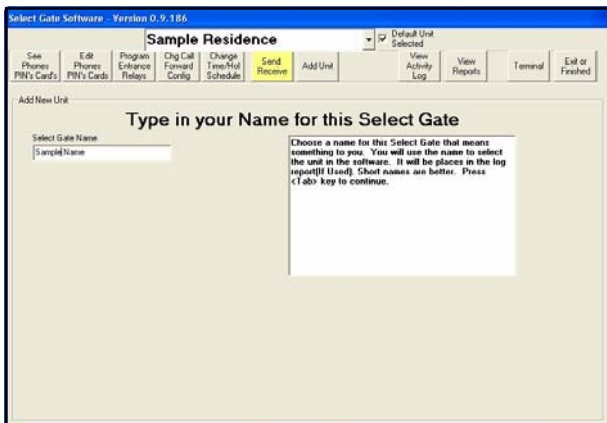 Select Gate Software - Version 0.9.186
Sample Residence
Default Unit
Selected
See
Phones
PIN's Card's
Edit
Phones
PIN's Cards
Program
Entrance
Relays
Chg Call
Forward
Config
Change
Time/Hol
Schedule
Send
Receive
Add Unit
View
Activity
Log
View
Reports
Terminal
Exit or
Finished
Add New Unit
Type in your Name for this Select Gate
Select Gate Name
Sample Name
Choose a name for this Select Gate that means
something to you. You will use the name to select
the unit in the software. It will be places in the log
report(If Used). Short names are better. Press
<Tab> key to continue.